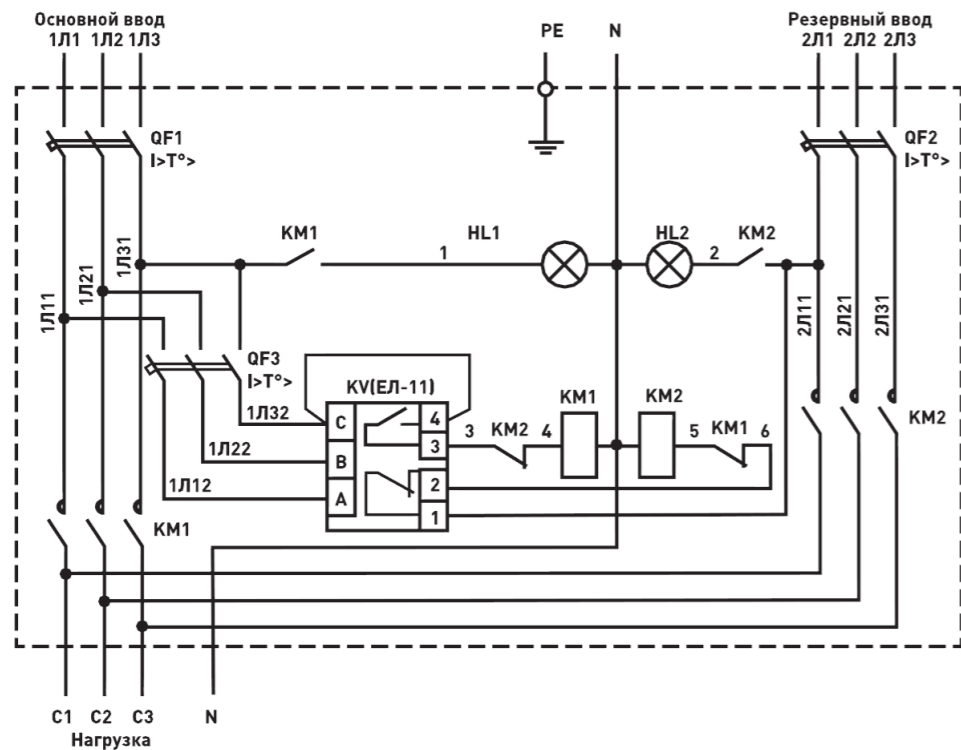 Основной ввод
1Л1 1Л2 1Л3
PE N
Резервный ввод
2Л1 2Л2 2Л3
QF1
I>T°>
QF2
I>T°>
KM1
1
HL1
HL2
2
KM2
1Л11
1Л21
1Л31
2Л11
2Л21
2Л31
QF3
I>T°>
KV(ЕЛ-11)
1Л32
1Л22
1Л12
C
B
A
4
3
2
1
3
KM2
4
KM1
KM2
5
KM1
6
KM2
KM1
C1 C2 C3 N
Нагрузка